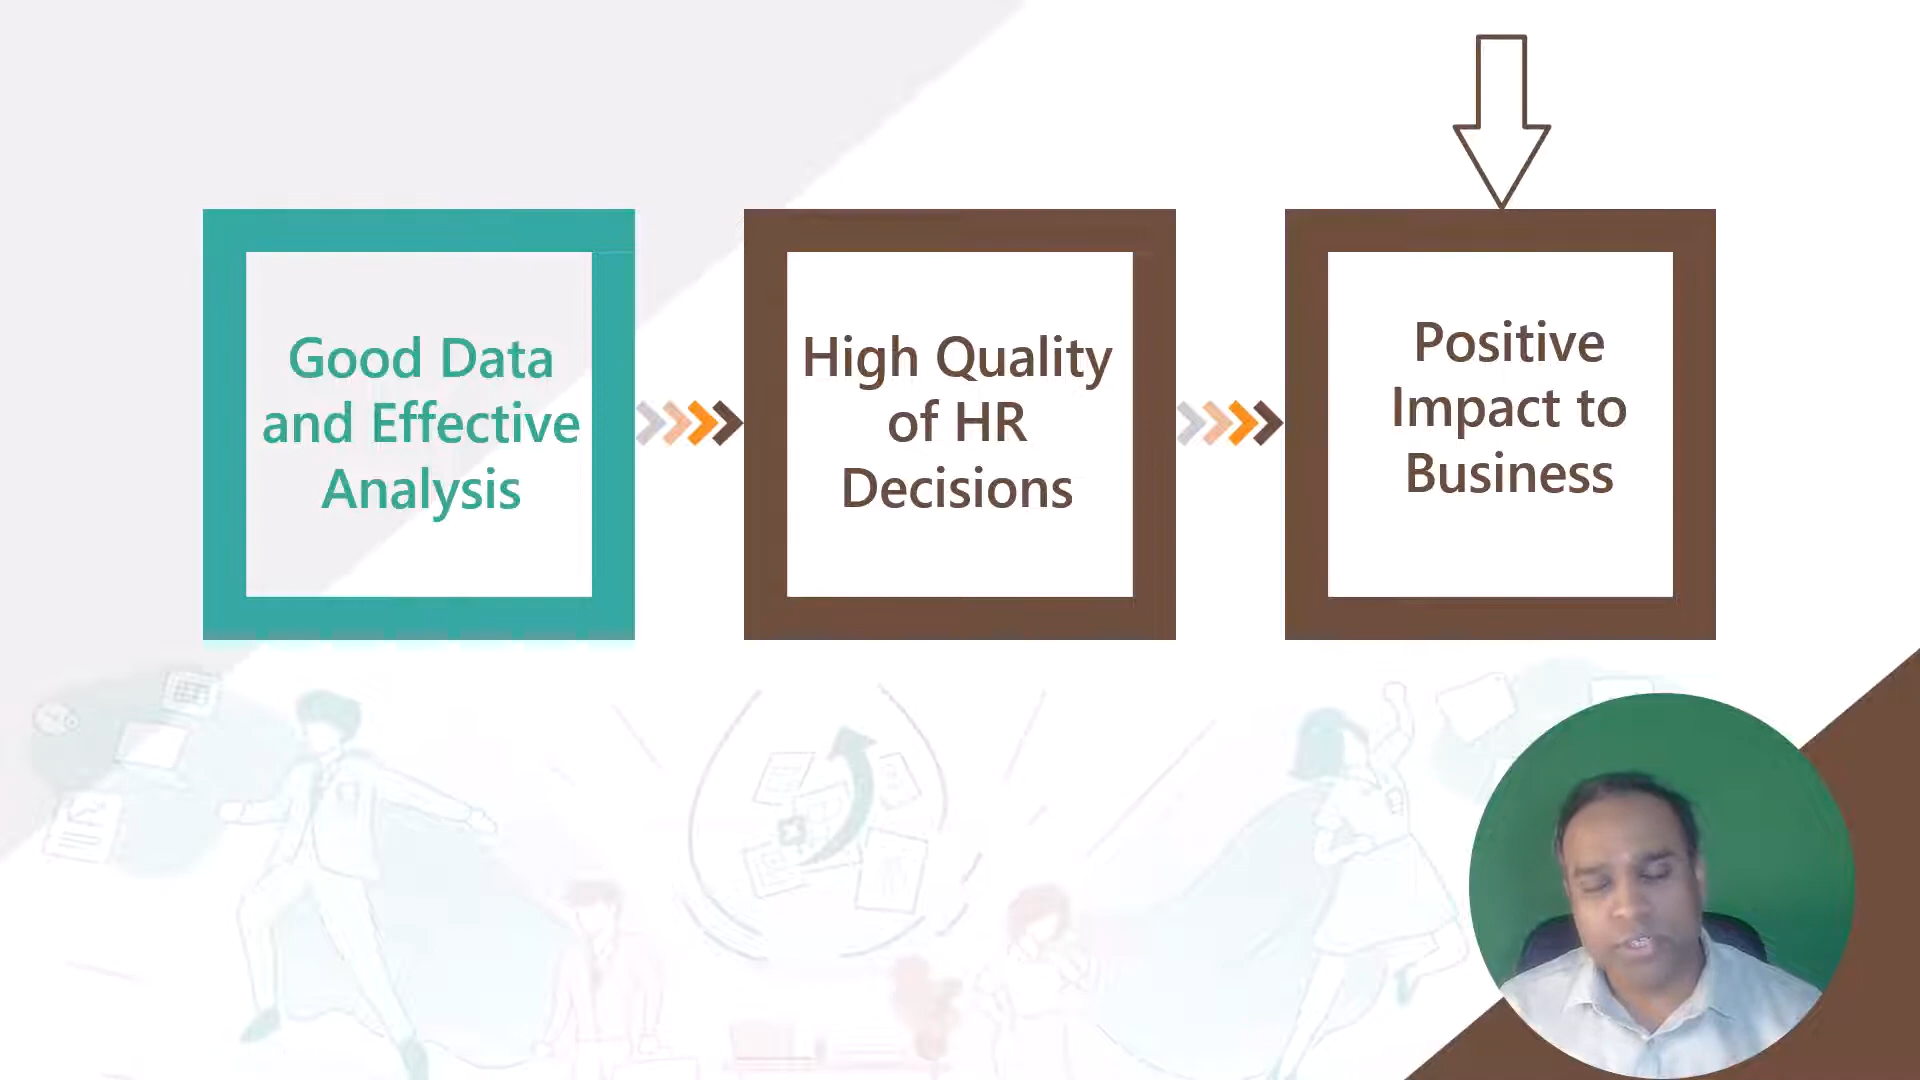 Good Data
and Effective
Analysis
High Quality
of HR
Decisions
Positive
Impact to
Business